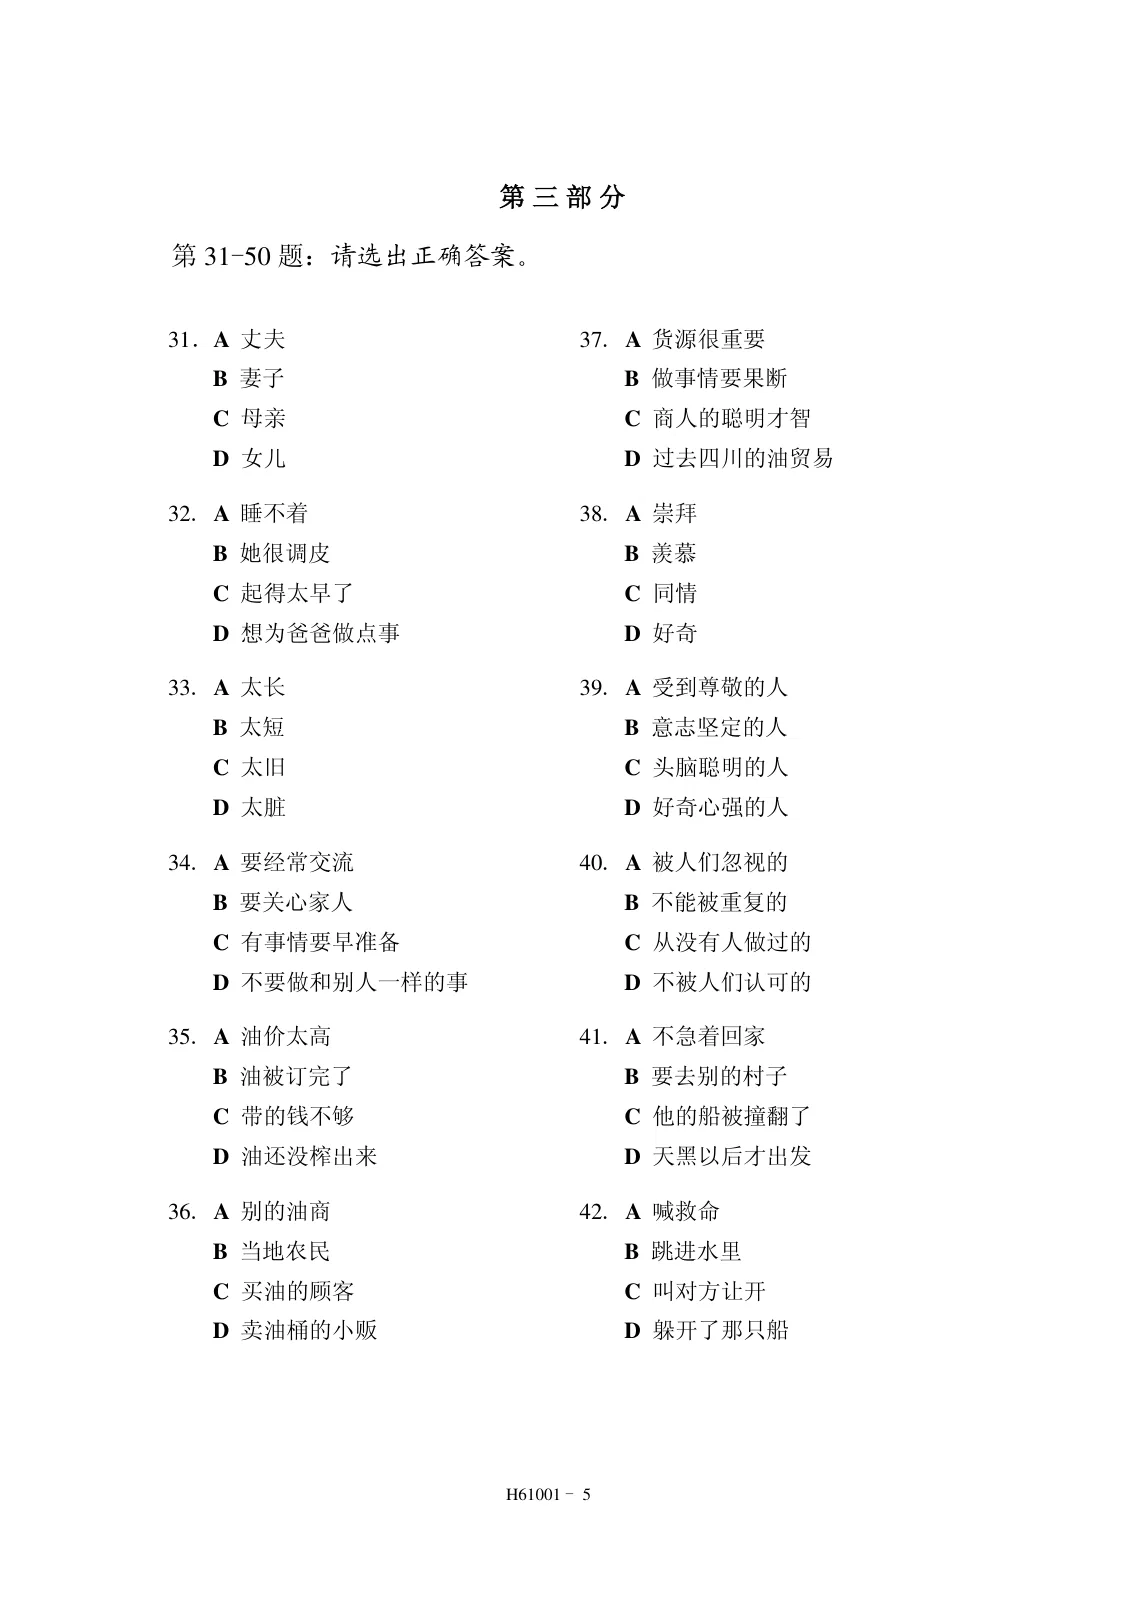 第三部分
第 31-50 题：请选出正确答案。
31. A 丈夫
B 妻子
C 母亲
D 女儿
32. A 睡不着
B 她很调皮
C 起得太早了
D 想为爸爸做点事
33. A 太长
B 太短
C 太旧
D 太脏
34. A 要经常交流
B 要关心家人
C 有事情要早准备
D 不要做和别人一样的事
35. A 油价太高
B 油被订完了
C 带的钱不够
D 油还没榨出来
36. A 别的油商
B 当地农民
C 买油的顾客
D 卖油桶的小贩
37. A 货源很重要
B 做事情要果断
C 商人的聪明才智
D 过去四川的油贸易
38. A 崇拜
B 羡慕
C 同情
D 好奇
39. A 受到尊敬的人
B 意志坚定的人
C 头脑聪明的人
D 好奇心强的人
40. A 被人们忽视的
B 不能被重复的
C 从没有人做过的
D 不被人们认可的
41. A 不急着回家
B 要去别的村子
C 他的船被撞翻了
D 天黑以后才出发
42. A 喊救命
B 跳进水里
C 叫对方让开
D 躲开了那只船
H61001 - 5